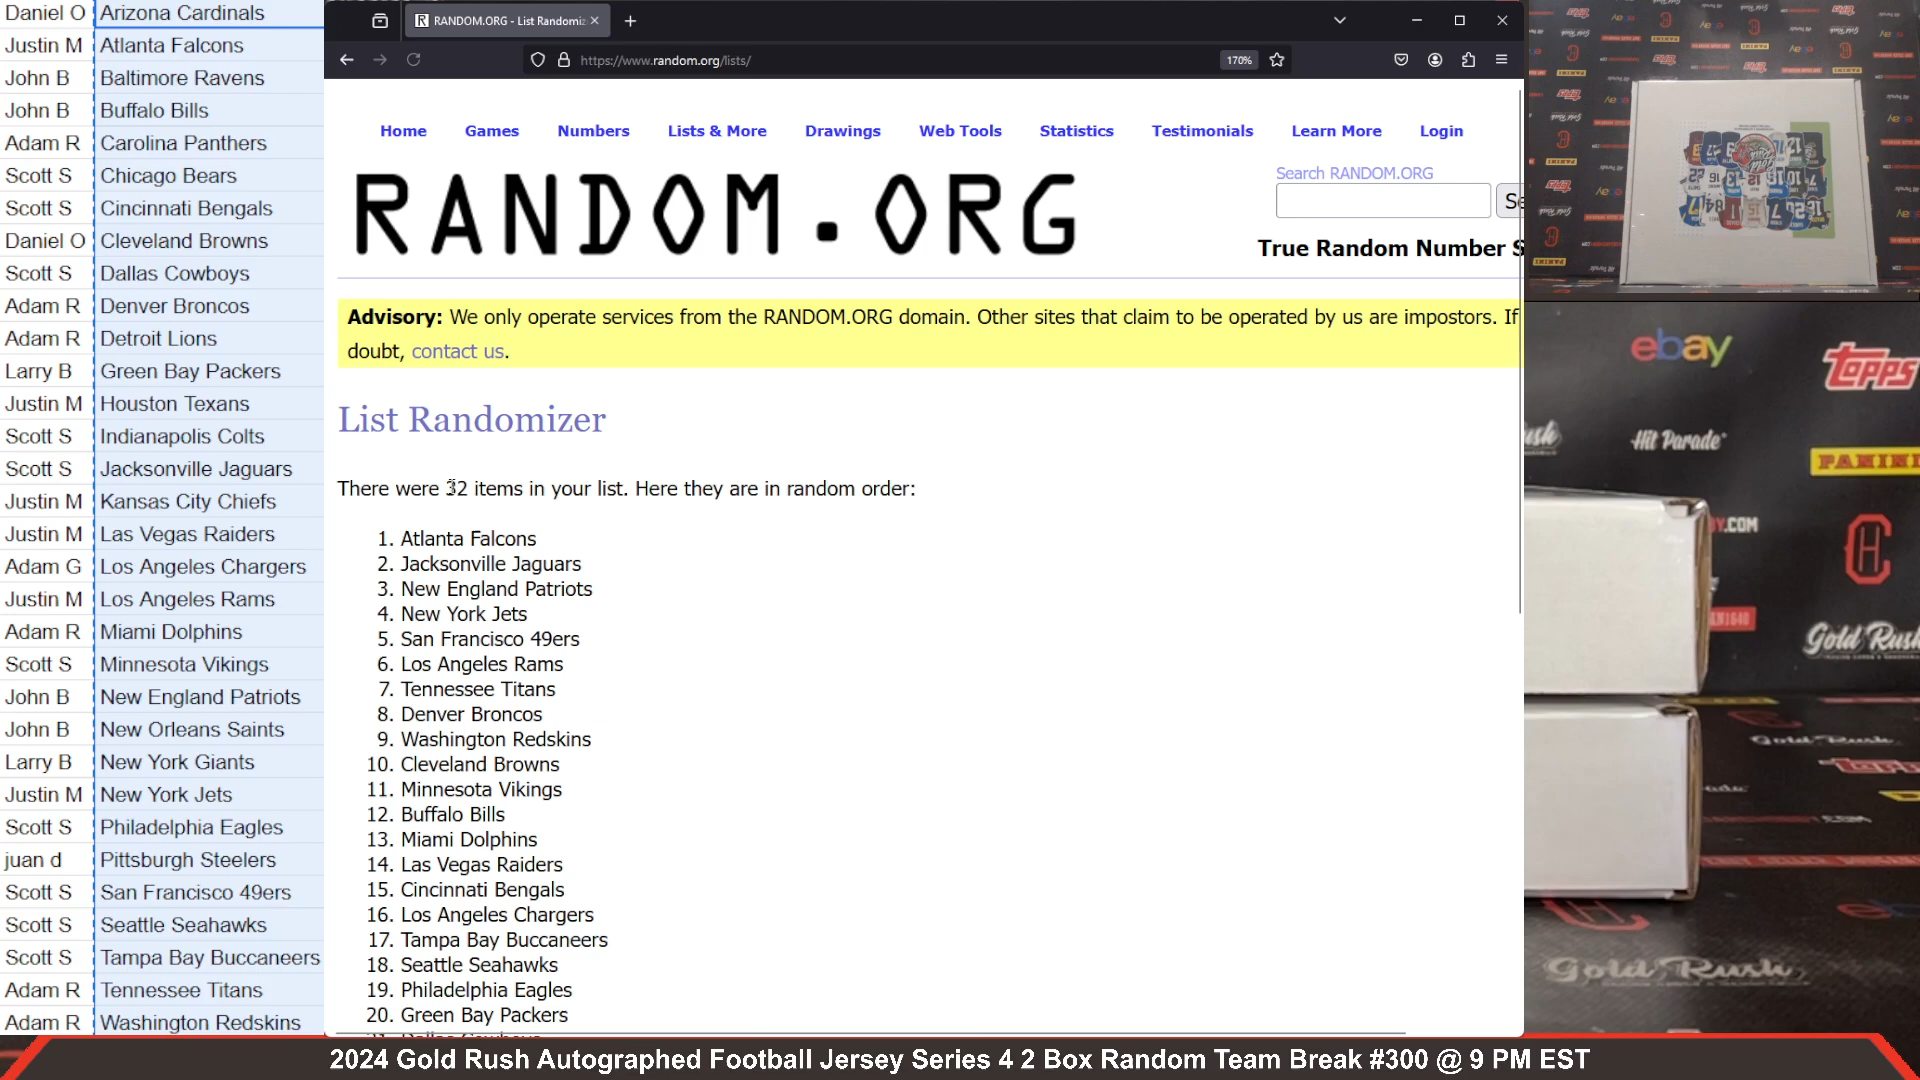 Daniel O Arizona Cardinals
Justin M Atlanta Falcons
John B Baltimore Ravens
John B Buffalo Bills
Adam R Carolina Panthers
Scott S Chicago Bears
Scott S Cincinnati Bengals
Daniel O Cleveland Browns
Scott S Dallas Cowboys
Adam R Denver Broncos
Adam R Detroit Lions
Larry B Green Bay Packers
Justin M Houston Texans
Scott S Indianapolis Colts
Scott S Jacksonville Jaguars
Justin M Kansas City Chiefs
Justin M Las Vegas Raiders
Adam G Los Angeles Chargers
Justin M Los Angeles Rams
Adam R Miami Dolphins
Scott S Minnesota Vikings
John B New England Patriots
John B New Orleans Saints
Larry B New York Giants
Justin M New York Jets
Scott S Philadelphia Eagles
juan d Pittsburgh Steelers
Scott S San Francisco 49ers
Scott S Seattle Seahawks
Scott S Tampa Bay Buccaneers
Adam R Tennessee Titans
Adam R Washington Redskins
RANDOM.ORG - List Randomiz
https://www.random.org/lists/
170%
Home Games Numbers Lists & More Drawings Web Tools Statistics Testimonials Learn More Login
RANDOM.ORG
Search RANDOM.ORG
Se
True Random Number S
Advisory: We only operate services from the RANDOM.ORG domain. Other sites that claim to be operated by us are impostors. If
doubt, contact us.
List Randomizer
There were 32 items in your list. Here they are in random order:
1. Atlanta Falcons
2. Jacksonville Jaguars
3. New England Patriots
4. New York Jets
5. San Francisco 49ers
6. Los Angeles Rams
7. Tennessee Titans
8. Denver Broncos
9. Washington Redskins
10. Cleveland Browns
11. Minnesota Vikings
12. Buffalo Bills
13. Miami Dolphins
14. Las Vegas Raiders
15. Cincinnati Bengals
16. Los Angeles Chargers
17. Tampa Bay Buccaneers
18. Seattle Seahawks
19. Philadelphia Eagles
20. Green Bay Packers
21. Dallas Cowboys
ebay
topps
Hit Parade
PANINI
.COM
Gold Rush
Gold Rush
Gold Rush
2024 Gold Rush Autographed Football Jersey Series 4 2 Box Random Team Break #300 @ 9 PM EST